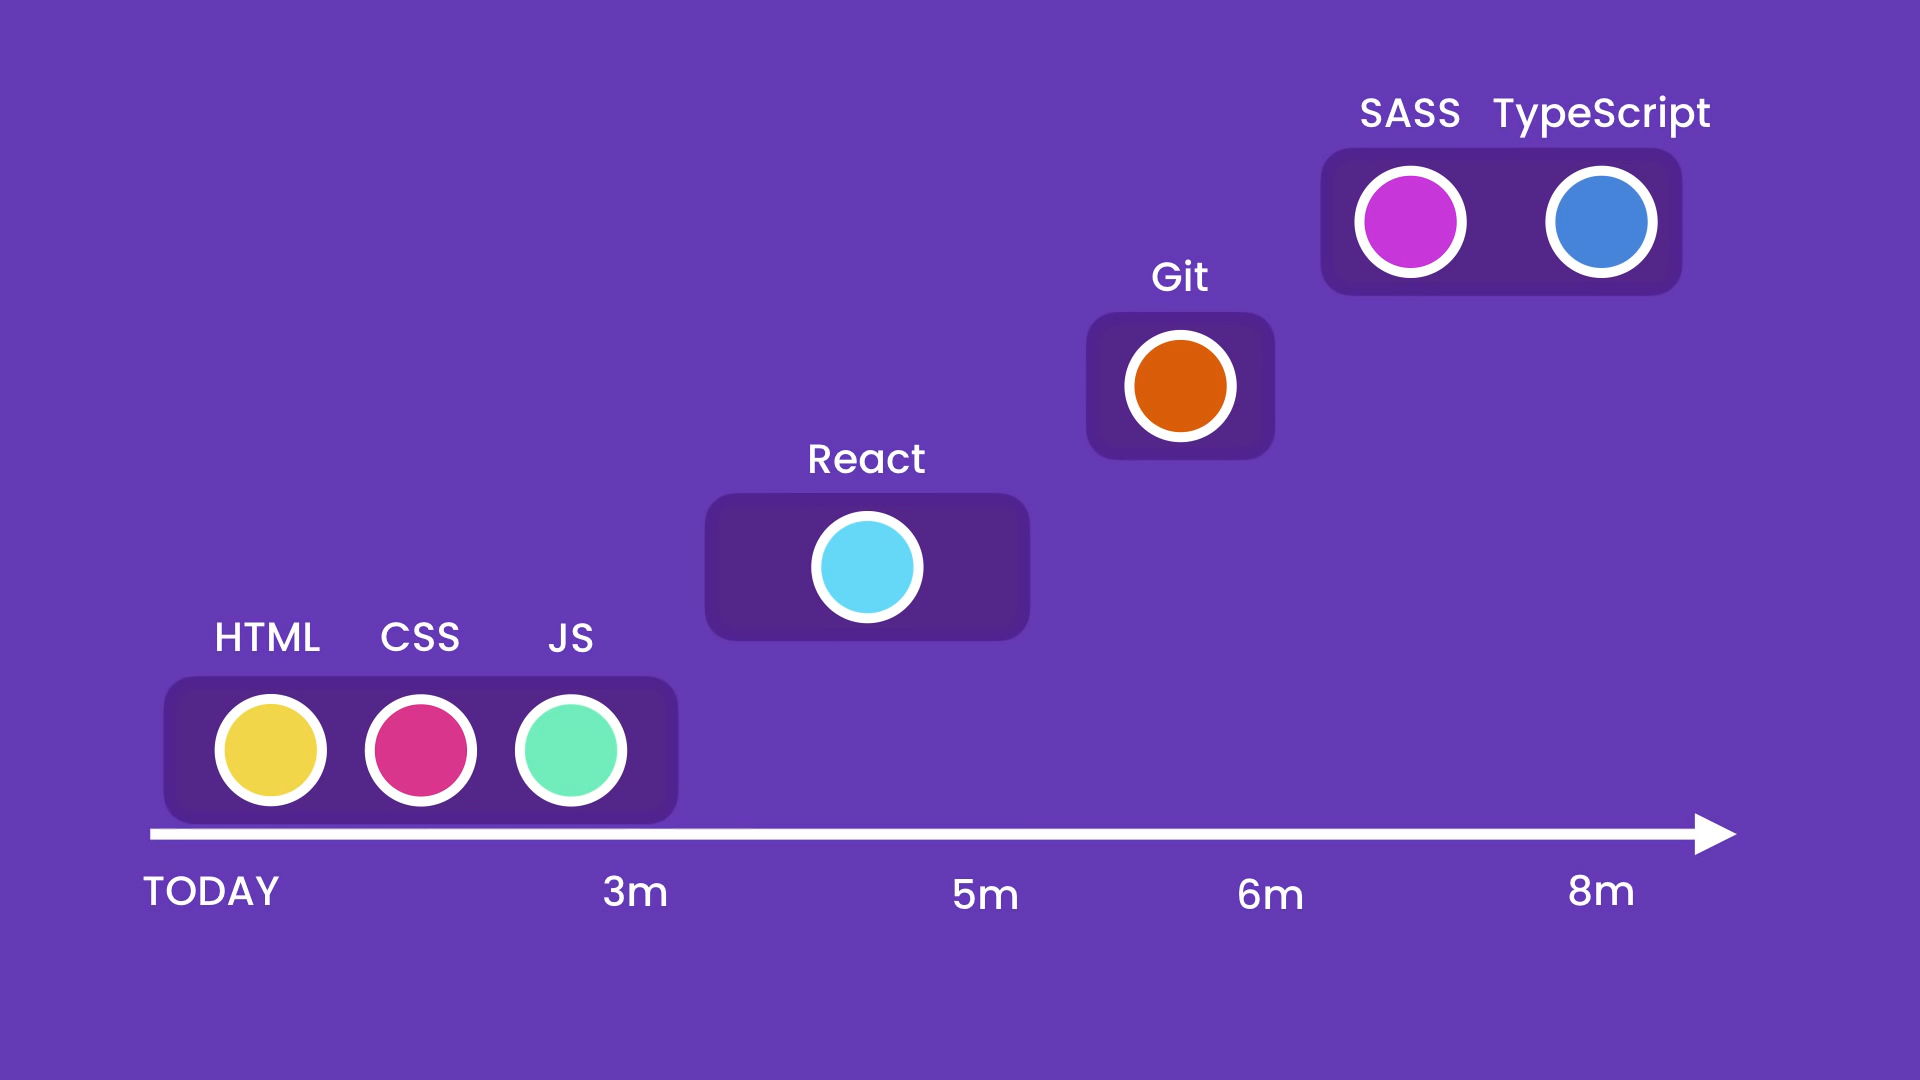 SASS TypeScript
Git
React
HTML CSS JS
TODAY 3m 5m 6m 8m